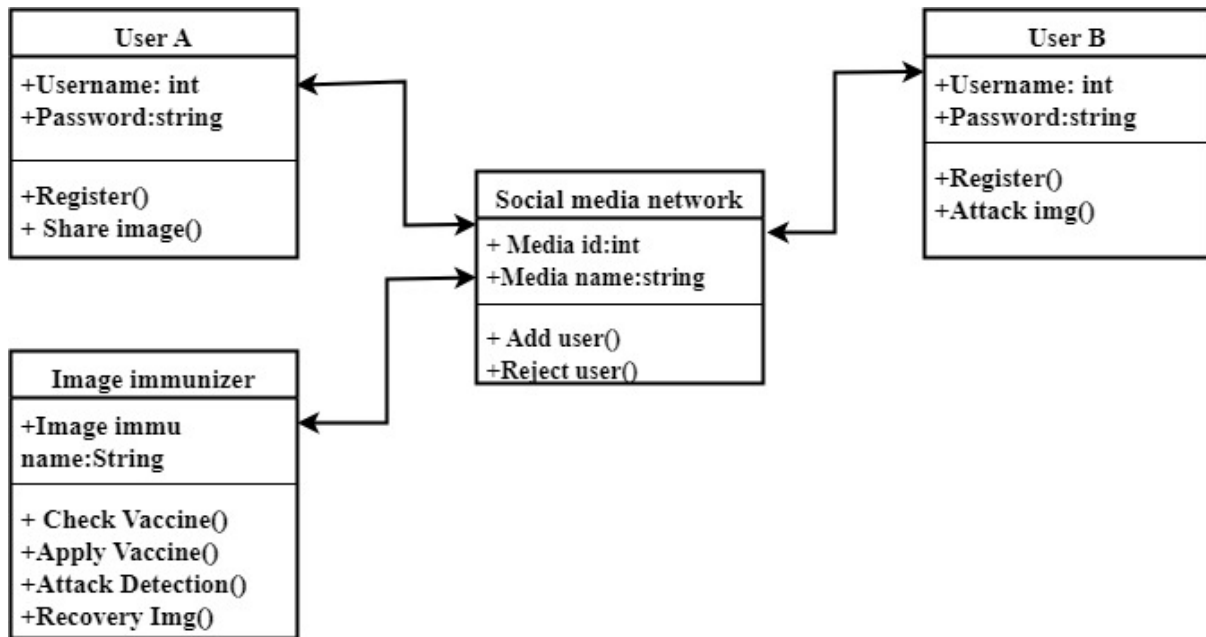 User A
+Username: int
+Password:string
+Register()
+ Share image()
User B
+Username: int
+Password:string
+Register()
+Attack img()
Social media network
+ Media id:int
+Media name:string
+ Add user()
+Reject user()
Image immunizer
+Image immu
name:String
+ Check Vaccine()
+Apply Vaccine()
+Attack Detection()
+Recovery Img()